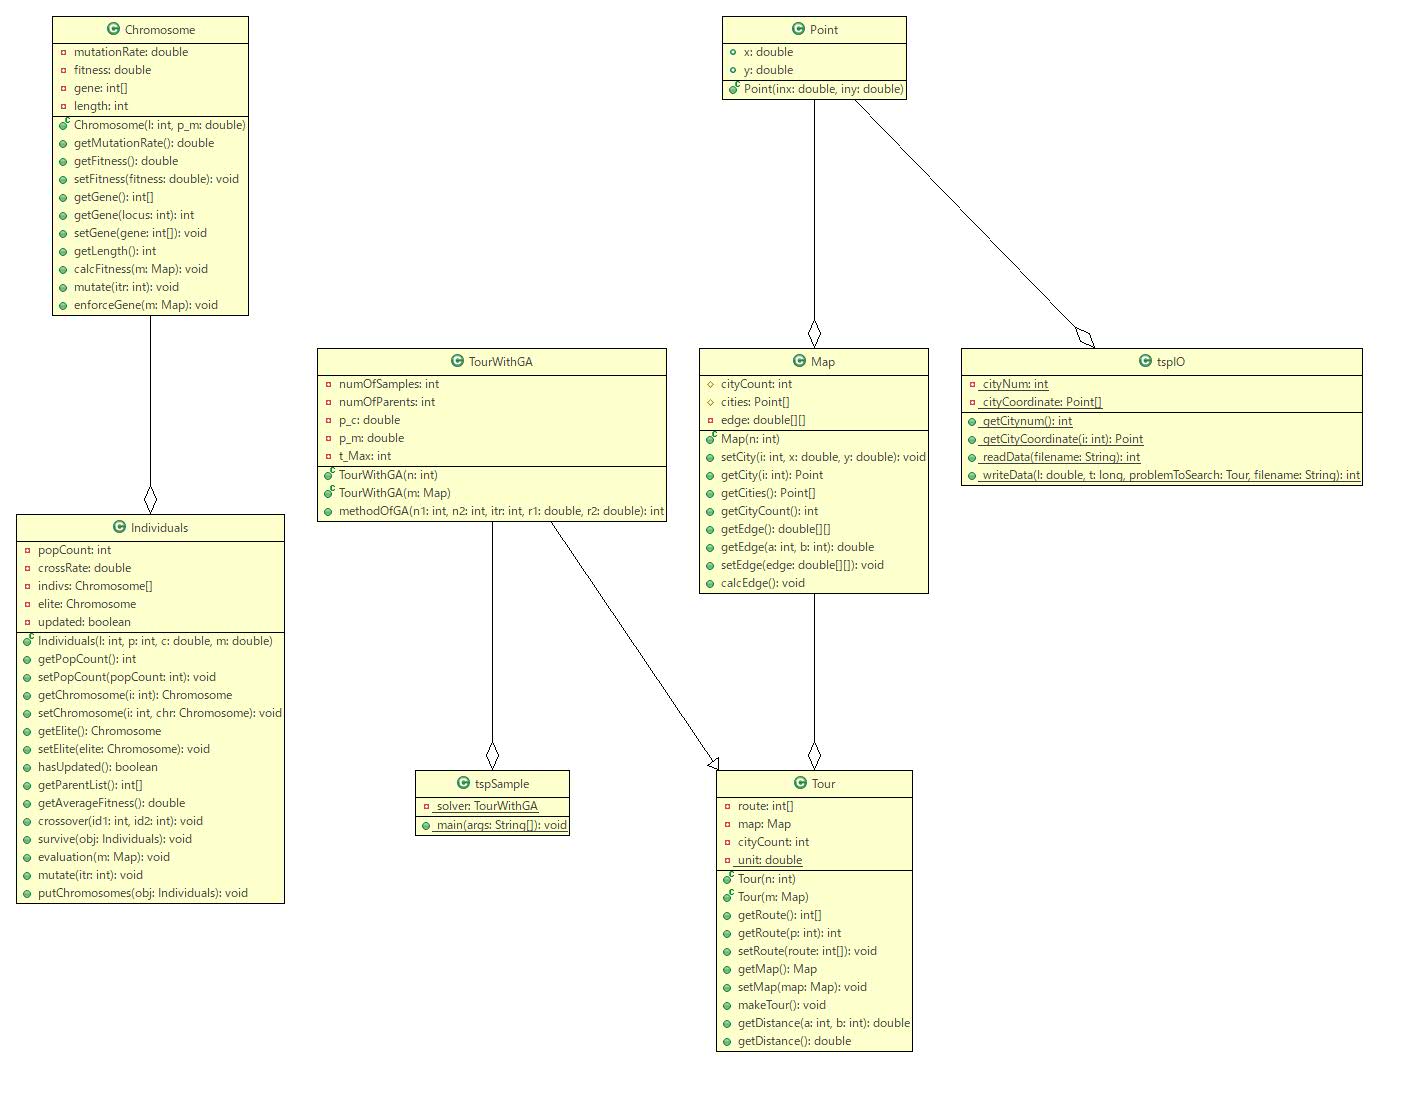 Chromosome
mutationRate: double
fitness: double
gene: int[]
length: int
Chromosome(l: int, p_m: double)
getMutationRate(): double
getFitness(): double
setFitness(fitness: double): void
getGene(): int[]
getGene(locus: int): int
setGene(gene: int[]): void
getLength(): int
calcFitness(m: Map): void
mutate(itr: int): void
enforceGene(m: Map): void
Point
x: double
y: double
Point(inx: double, iny: double)
TourWithGA
numOfSamples: int
numOfParents: int
p_c: double
p_m: double
t_Max: int
TourWithGA(n: int)
TourWithGA(m: Map)
methodOfGA(n1: int, n2: int, itr: int, r1: double, r2: double): int
Map
cityCount: int
cities: Point[]
edge: double[][]
Map(n: int)
setCity(i: int, x: double, y: double): void
getCity(i: int): Point
getCities(): Point[]
getCityCount(): int
getEdge(): double[][]
getEdge(a: int, b: int): double
setEdge(edge: double[][]): void
calcEdge(): void
tspIO
cityNum: int
cityCoordinate: Point[]
getCitynum(): int
getCityCoordinate(i: int): Point
readData(filename: String): int
writeData(l: double, t: long, problemToSearch: Tour, filename: String): int
Individuals
popCount: int
crossRate: double
indivs: Chromosome[]
elite: Chromosome
updated: boolean
Individuals(l: int, p: int, c: double, m: double)
getPopCount(): int
setPopCount(popCount: int): void
getChromosome(i: int): Chromosome
setChromosome(i: int, chr: Chromosome): void
getElite(): Chromosome
setElite(elite: Chromosome): void
hasUpdated(): boolean
getParentList(): int[]
getAverageFitness(): double
crossover(id1: int, id2: int): void
survive(obj: Individuals): void
evaluation(m: Map): void
mutate(itr: int): void
putChromosomes(obj: Individuals): void
tspSample
solver: TourWithGA
main(args: String[]): void
Tour
route: int[]
map: Map
cityCount: int
unit: double
Tour(n: int)
Tour(m: Map)
getRoute(): int[]
getRoute(p: int): int
setRoute(route: int[]): void
getMap(): Map
setMap(map: Map): void
makeTour(): void
getDistance(a: int, b: int): double
getDistance(): double